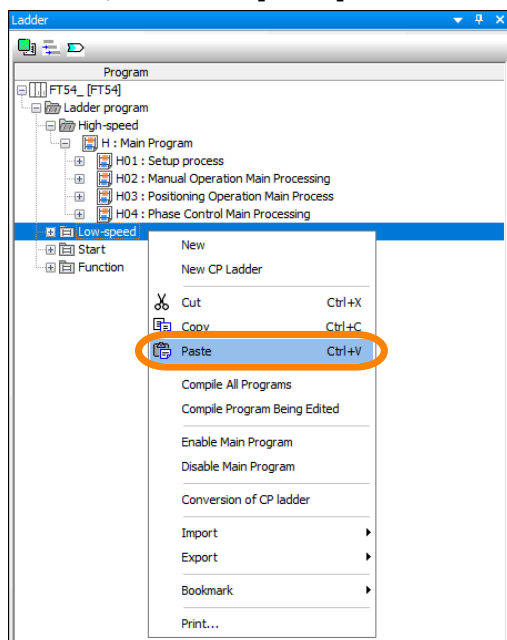 Ladder
Program
FT54_ [FT54]
Ladder program
High-speed
H : Main Program
H01 : Setup process
H02 : Manual Operation Main Processing
H03 : Positioning Operation Main Process
H04 : Phase Control Main Processing
Low-speed
Start
Function
New
New CP Ladder
Cut Ctrl+X
Copy Ctrl+C
Paste Ctrl+V
Compile All Programs
Compile Program Being Edited
Enable Main Program
Disable Main Program
Conversion of CP ladder
Import
Export
Bookmark
Print...